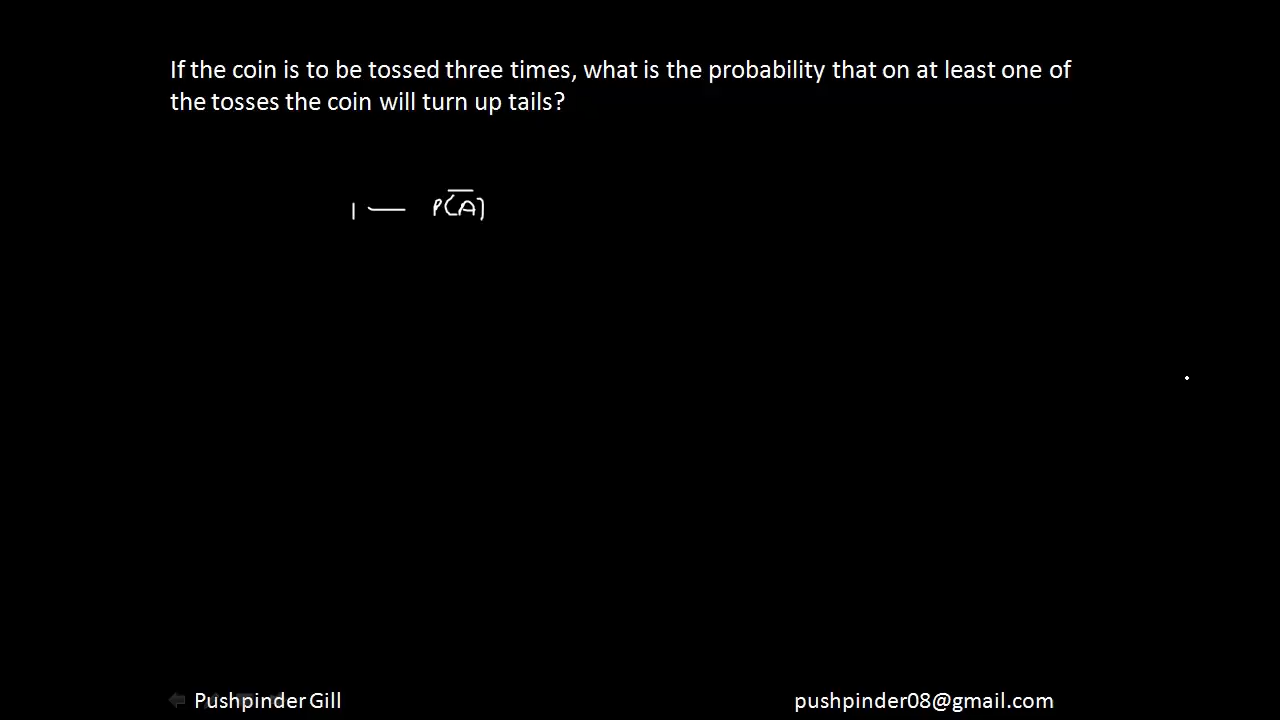 If the coin is to be tossed three times, what is the probability that on at least one of
the tosses the coin will turn up tails?
1 — P(A̅)
Pushpinder Gill
pushpinder08@gmail.com